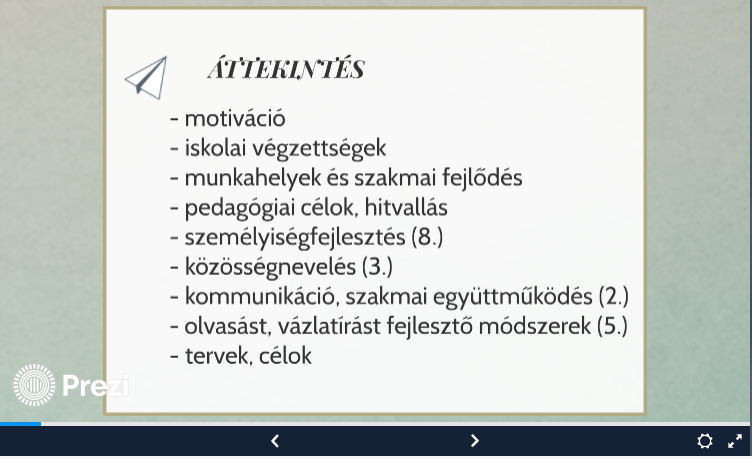 ÁTTEKINTÉS
- motiváció
- iskolai végzettségek
- munkahelyek és szakmai fejlődés
- pedagógiai célok, hitvallás
- személyiségfejlesztés (8.)
- közösségnevelés (3.)
- kommunikáció, szakmai együttműködés (2.)
- olvasást, vázlatírást fejlesztő módszerek (5.)
- tervek, célok
Prezi